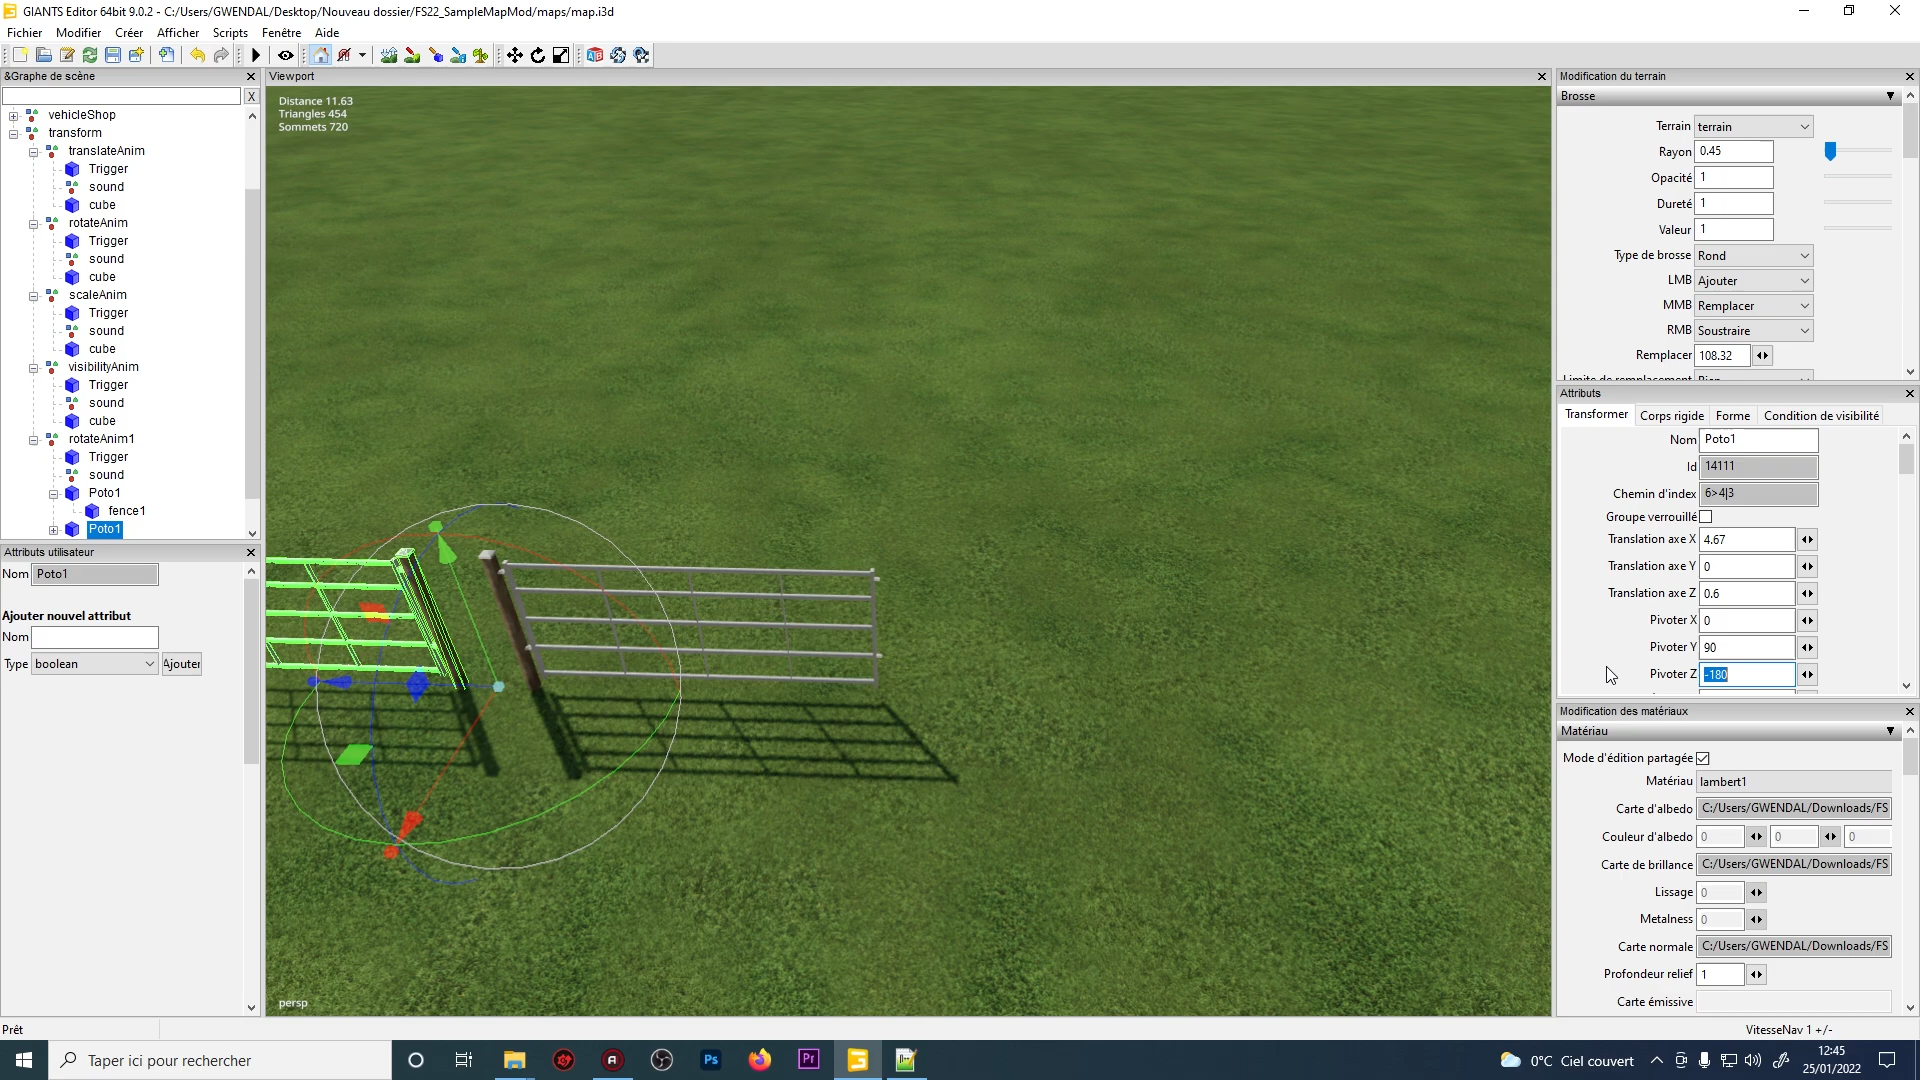 GIANTS Editor 64bit 9.0.2 - C:/Users/GWENDAL/Desktop/Nouveau dossier/FS22_SampleMapMod/maps/map.i3d
Fichier Modifier Créer Afficher Scripts Fenêtre Aide
&Graphe de scène
X
vehicleShop
transform
translateAnim
Trigger
sound
cube
rotateAnim
Trigger
sound
cube
scaleAnim
Trigger
sound
cube
visibilityAnim
Trigger
sound
cube
rotateAnim1
Trigger
sound
Poto1
fence1
Poto1
Attributs utilisateur
Nom Poto1
Ajouter nouvel attribut
Nom
Type boolean Ajouter
Prêt
Viewport
Distance 11.63
Triangles 454
Sommets 720
persp
Modification du terrain
Brosse
Terrain terrain
Rayon 0.45
Opacité 1
Dureté 1
Valeur 1
Type de brosse Rond
LMB Ajouter
MMB Remplacer
RMB Soustraire
Remplacer 108.32
Limite de remplacement Rien
Attributs
Transformer Corps rigide Forme Condition de visibilité
Nom Poto1
Id 14111
Chemin d'index 6>4|3
Groupe verrouillé
Translation axe X 4.67
Translation axe Y 0
Translation axe Z 0.6
Pivoter X 0
Pivoter Y 90
Pivoter Z -180
Modification des matériaux
Matériau
Mode d'édition partagée
Matériau lambert1
Carte d'albedo C:/Users/GWENDAL/Downloads/FS
Couleur d'albedo 0 0 0
Carte de brillance C:/Users/GWENDAL/Downloads/FS
Lissage 0
Metalness 0
Carte normale C:/Users/GWENDAL/Downloads/FS
Profondeur relief 1
Carte émissive
VitesseNav 1 +/-
Taper ici pour rechercher
Ps
Pr
0°C Ciel couvert
12:45
25/01/2022